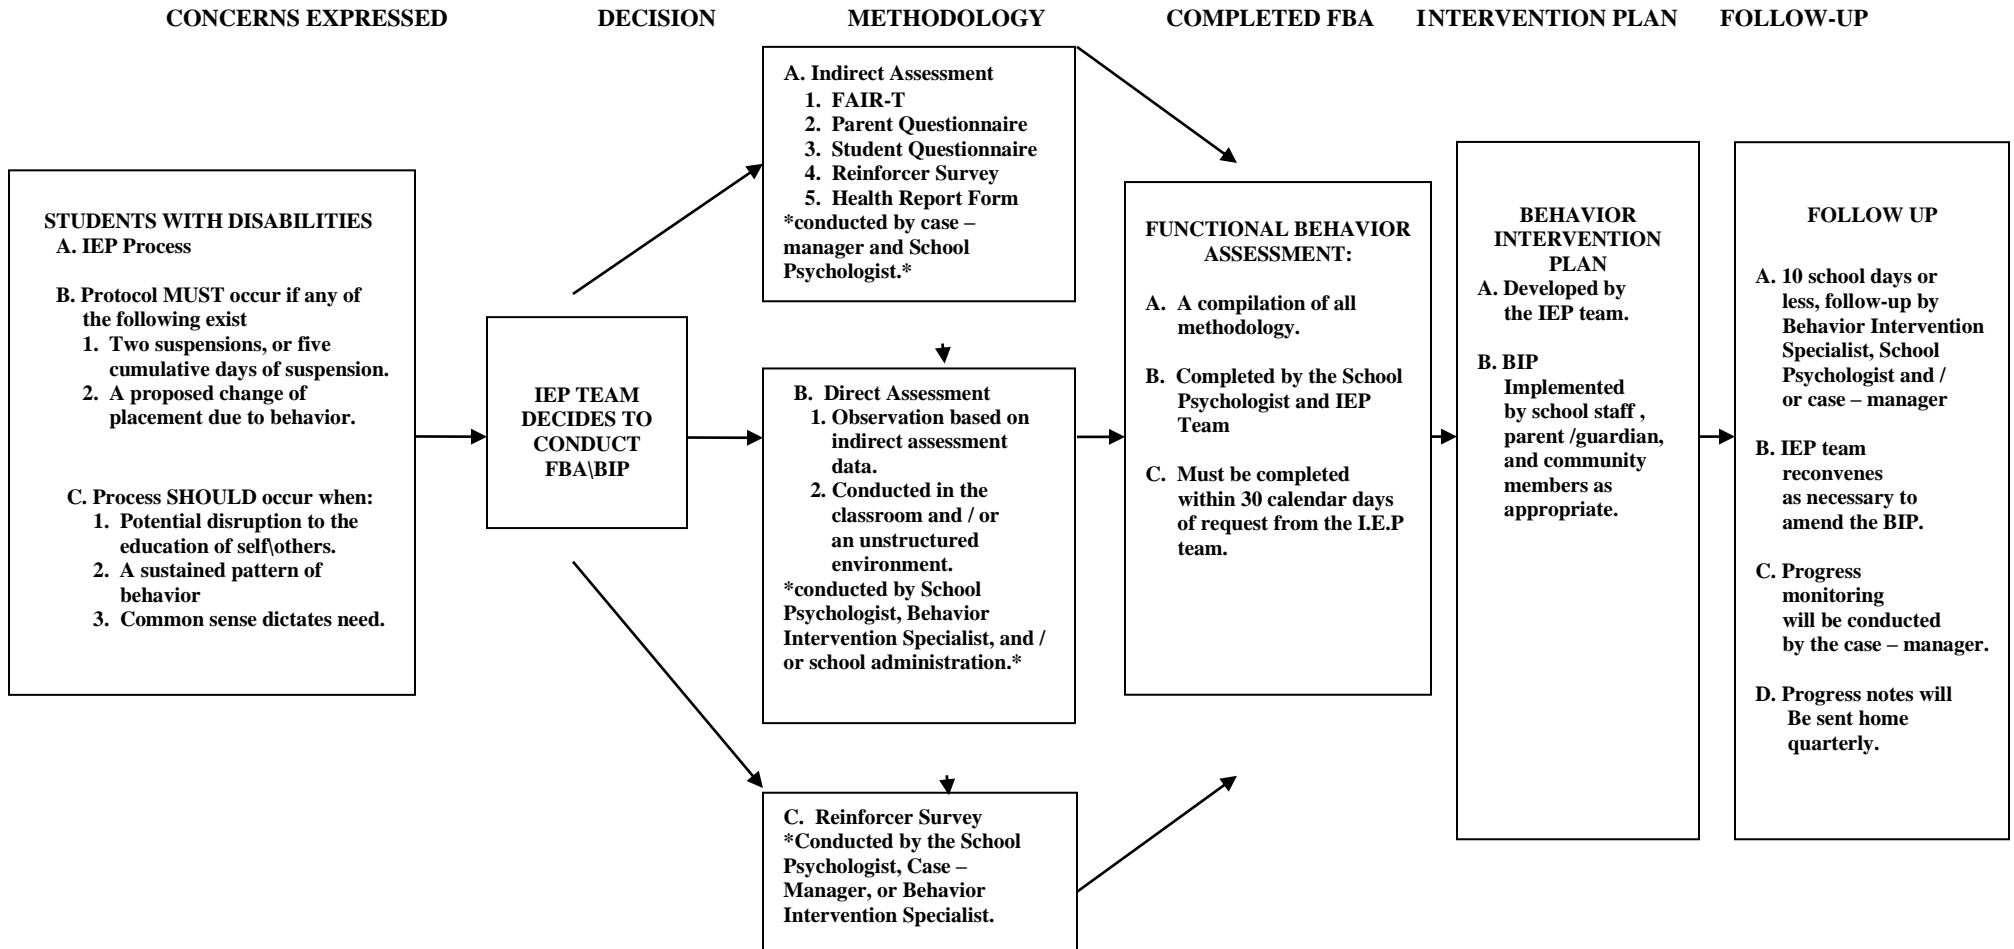 CONCERNS EXPRESSED DECISION METHODOLOGY COMPLETED FBA INTERVENTION PLAN FOLLOW-UP
STUDENTS WITH DISABILITIES
A. IEP Process
B. Protocol MUST occur if any of
the following exist
1. Two suspensions, or five
cumulative days of suspension.
2. A proposed change of
placement due to behavior.
C. Process SHOULD occur when:
1. Potential disruption to the
education of self\others.
2. A sustained pattern of
behavior
3. Common sense dictates need.
IEP TEAM
DECIDES TO
CONDUCT
FBA\BIP
A. Indirect Assessment
1. FAIR-T
2. Parent Questionnaire
3. Student Questionnaire
4. Reinforcer Survey
5. Health Report Form
*conducted by case –
manager and School
Psychologist.*
B. Direct Assessment
1. Observation based on
indirect assessment
data.
2. Conducted in the
classroom and / or
an unstructured
environment.
*conducted by School
Psychologist, Behavior
Intervention Specialist, and /
or school administration.*
C. Reinforcer Survey
*Conducted by the School
Psychologist, Case –
Manager, or Behavior
Intervention Specialist.
FUNCTIONAL BEHAVIOR
ASSESSMENT:
A. A compilation of all
methodology.
B. Completed by the School
Psychologist and IEP
Team
C. Must be completed
within 30 calendar days
of request from the I.E.P
team.
BEHAVIOR
INTERVENTION
PLAN
A. Developed by
the IEP team.
B. BIP
Implemented
by school staff ,
parent /guardian,
and community
members as
appropriate.
FOLLOW UP
A. 10 school days or
less, follow-up by
Behavior Intervention
Specialist, School
Psychologist and /
or case – manager
B. IEP team
reconvenes
as necessary to
amend the BIP.
C. Progress
monitoring
will be conducted
by the case – manager.
D. Progress notes will
Be sent home
quarterly.